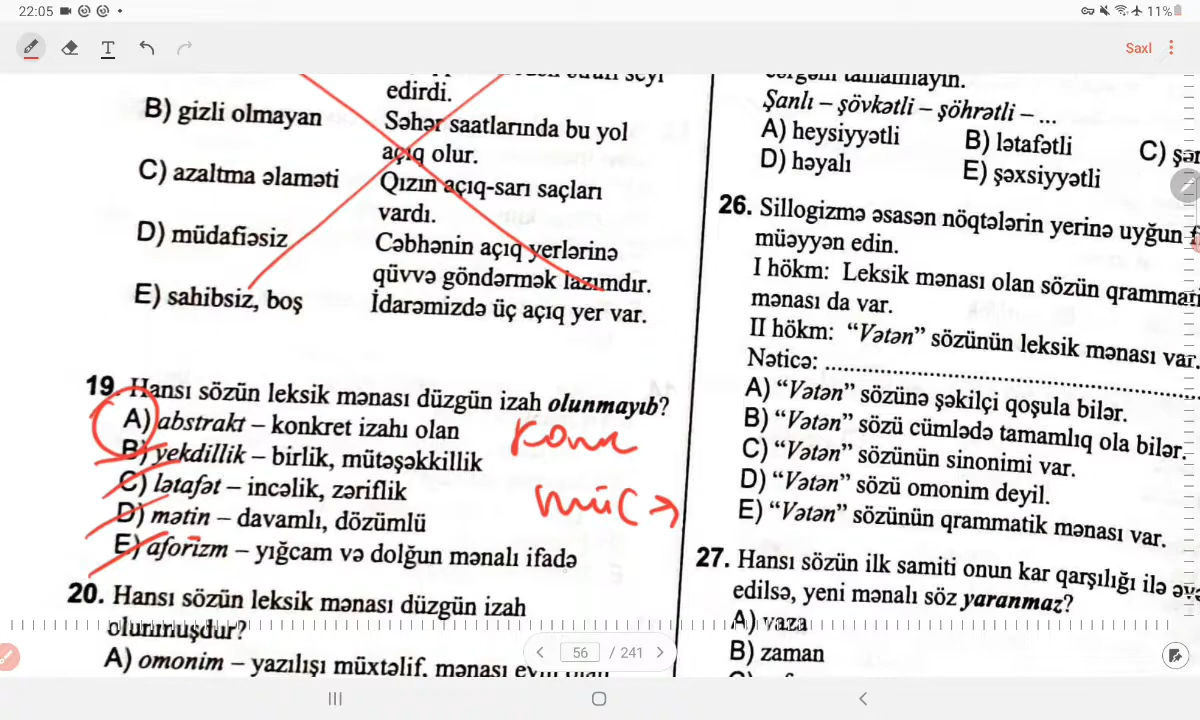 22:05
11%
T
Saxl
edirdi.
B) gizli olmayan
Səhər saatlarında bu yol
açıq olur.
C) azaltma əlaməti
Qızın açıq-sarı saçları
vardı.
D) müdafiəsiz
Cəbhənin açıq yerlərinə
qüvvə göndərmək lazımdır.
E) sahibsiz, boş
İdarəmizdə üç açıq yer var.
19. Hansı sözün leksik mənası düzgün izah olunmayıb?
A) abstrakt – konkret izahı olan
B) yekdillik – birlik, mütəşəkkillik
C) lətafət – incəlik, zəriflik
D) mətin – davamlı, dözümlü
E) aforizm – yığcam və dolğun mənalı ifadə
müc
20. Hansı sözün leksik mənası düzgün izah
olunmuşdur?
A) omonim – yazılışı müxtəlif, mənası eyni olan
tamamlayın.
Şanlı – şövkətli – şöhrətli – ...
A) heysiyyətli
B) lətafətli
C)
D) həyalı
E) şəxsiyyətli
26. Sillogizmə əsasən nöqtələrin yerinə uyğun
müəyyən edin.
I hökm: Leksik mənası olan sözün qrammati
mənası da var.
II hökm: “Vətən” sözünün leksik mənası var.
Nəticə: ........................
A) “Vətən” sözünə şəkilçi qoşula bilər.
B) “Vətən” sözü cümlədə tamamlıq ola bilər.
C) “Vətən” sözünün sinonimi var.
D) “Vətən” sözü omonim deyil.
E) “Vətən” sözünün qrammatik mənası var.
27. Hansı sözün ilk samiti onun kar qarşılığı ilə əvə
edilsə, yeni mənalı söz yaranmaz?
A) vaza
B) zaman
56 / 241